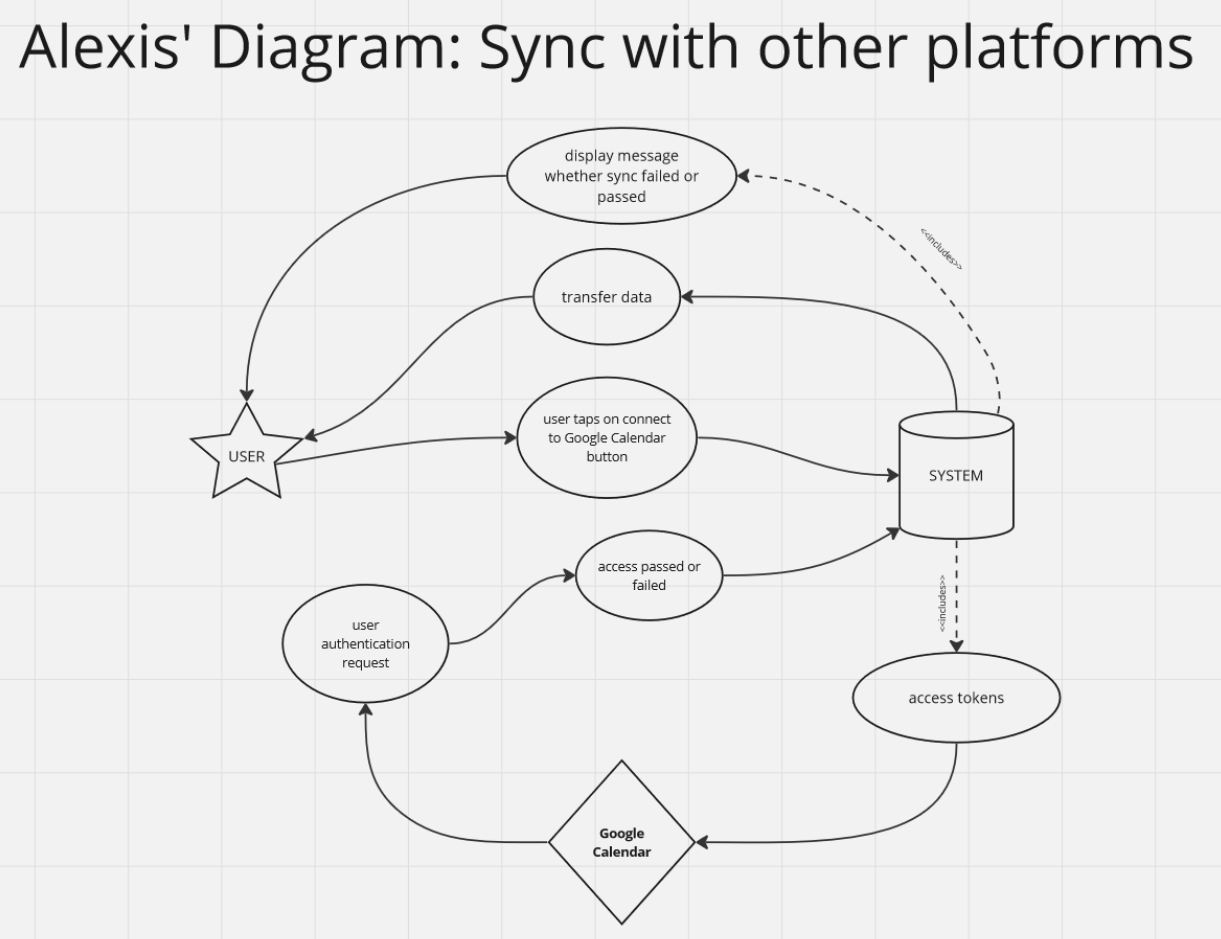 Alexis' Diagram: Sync with other platforms
display message
whether sync failed or
passed
<<includes>>
transfer data
user taps on connect
to Google Calendar
button
USER
SYSTEM
access passed or
failed
<<includes>>
user
authentication
request
access tokens
Google
Calendar